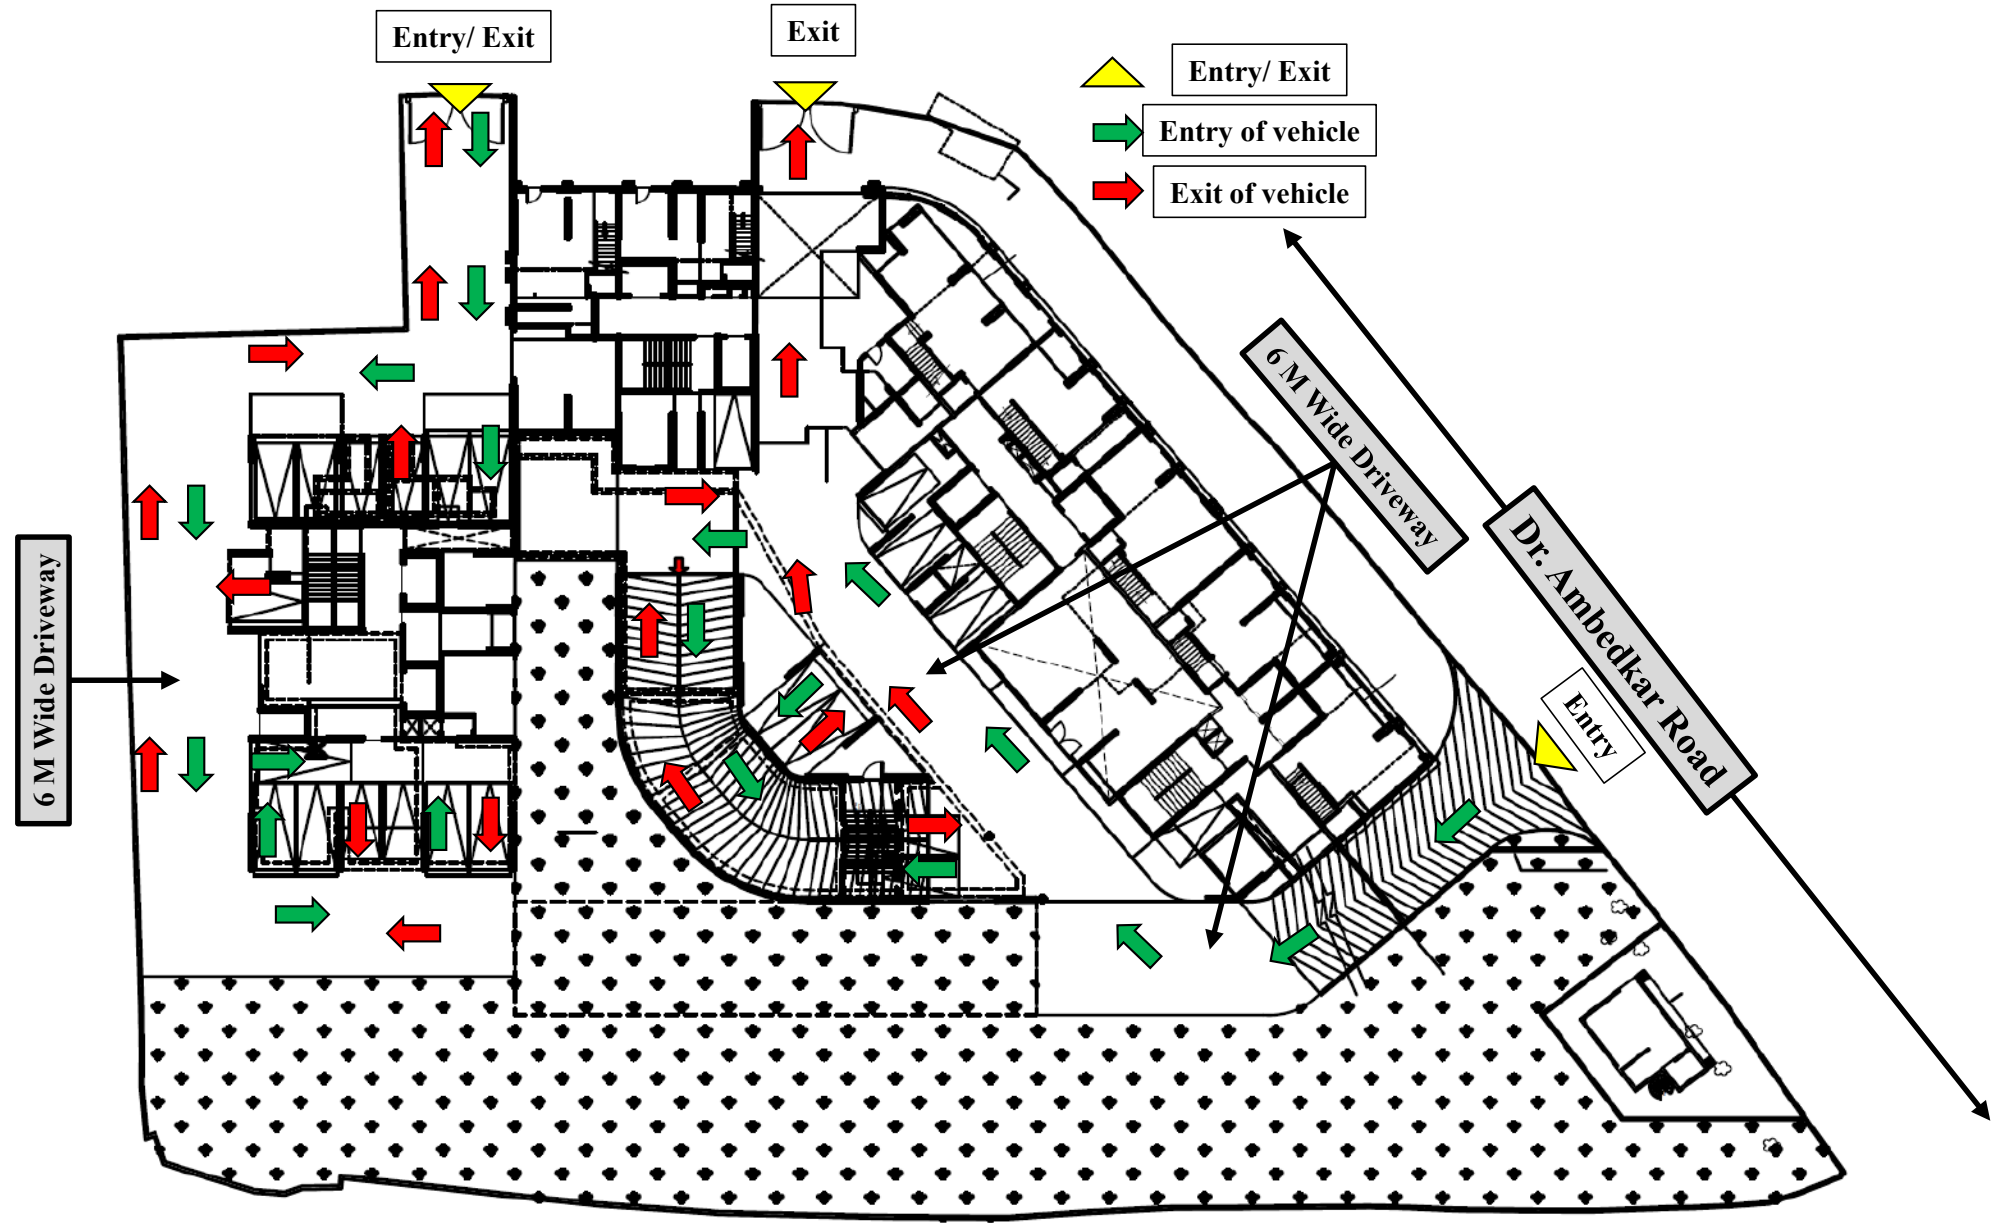 Entry/ Exit
Exit
Entry/ Exit
Entry of vehicle
Exit of vehicle
6 M Wide Driveway
Dr. Ambedkar Road
Entry
6 M Wide Driveway